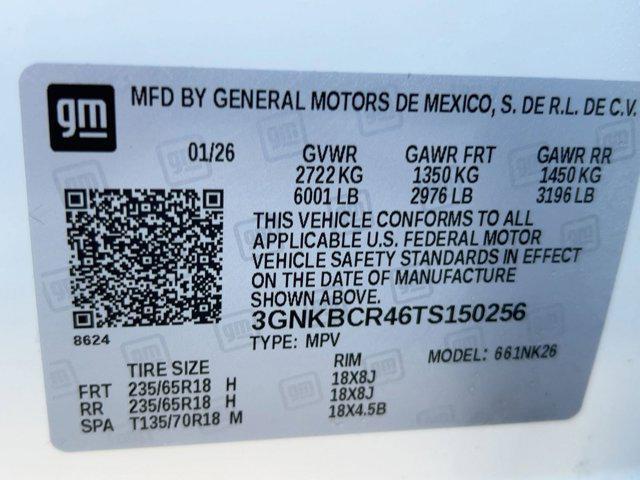 gm
MFD BY GENERAL MOTORS DE MEXICO, S. DE R.L. DE C.V.
01/26 GVWR GAWR FRT GAWR RR
2722 KG 1350 KG 1450 KG
6001 LB 2976 LB 3196 LB
THIS VEHICLE CONFORMS TO ALL
APPLICABLE U.S. FEDERAL MOTOR
VEHICLE SAFETY STANDARDS IN EFFECT
ON THE DATE OF MANUFACTURE
SHOWN ABOVE.
3GNKBCR46TS150256
8624
TYPE: MPV MODEL: 661NK26
TIRE SIZE RIM
FRT 235/65R18 H 18X8J
RR 235/65R18 H 18X8J
SPA T135/70R18 M 18X4.5B